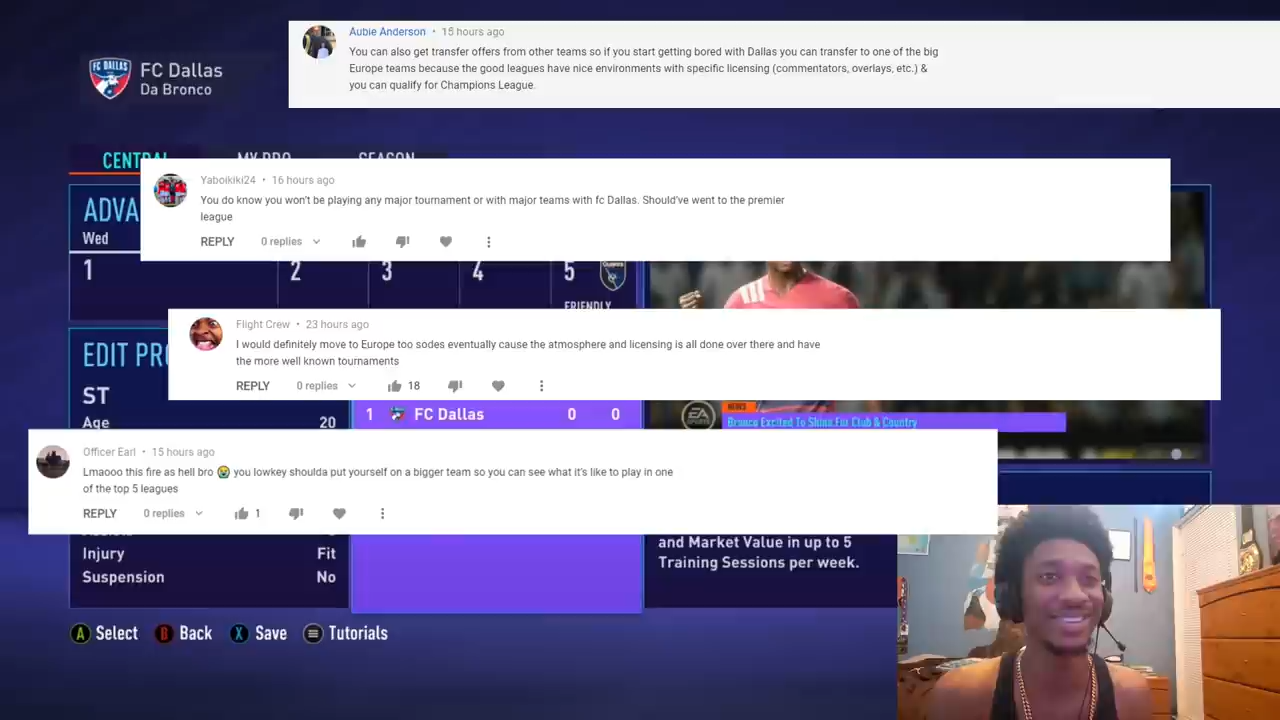 FC Dallas
Da Bronco
Aubie Anderson • 15 hours ago
You can also get transfer offers from other teams so if you start getting bored with Dallas you can transfer to one of the big
Europe teams because the good leagues have nice environments with specific licensing (commentators, overlays, etc.) &
you can qualify for Champions League.
CENTRAL MY PRO SEASON
Yaboikiki24 • 16 hours ago
You do know you won't be playing any major tournament or with major teams with fc Dallas. Should've went to the premier
league
REPLY 0 replies
ADVA
Wed
1 2 3 4 5
FRIENDLY
Flight Crew • 23 hours ago
I would definitely move to Europe too sodes eventually cause the atmosphere and licensing is all done over there and have
the more well known tournaments
REPLY 0 replies 18
EDIT PRO
ST
Age 20
1 FC Dallas 0 0
EA
NEWS
Bronco Excited To Shine For Club & Country
Officer Earl • 15 hours ago
Lmaooo this fire as hell bro 😭 you lowkey shoulda put yourself on a bigger team so you can see what it's like to play in one
of the top 5 leagues
REPLY 0 replies 1
Injury Fit
Suspension No
and Market Value in up to 5
Training Sessions per week.
A Select B Back X Save Tutorials